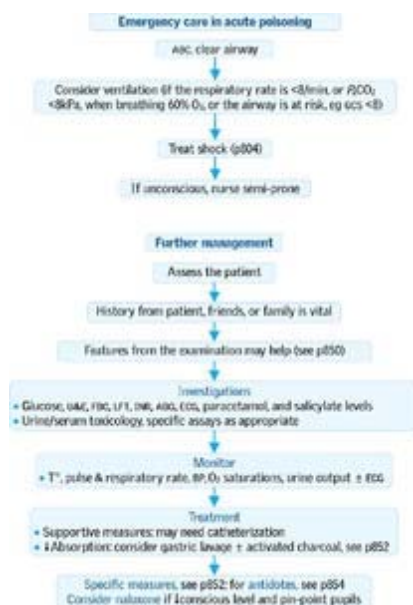 Emergency care in acute poisoning
ABC, clear airway
Consider ventilation (if the respiratory rate is <8/min, or PaCO₂
<8kPa, when breathing 60% O₂, or the airway is at risk, eg GCS <8)
Treat shock (p804)
If unconscious, nurse semi-prone
Further management
Assess the patient
History from patient, friends, or family is vital
Features from the examination may help (see p850)
Investigations
• Glucose, U&E, FBC, LFT, INR, ABG, ECG, paracetamol, and salicylate levels
• Urine/serum toxicology, specific assays as appropriate
Monitor
• T°, pulse & respiratory rate, BP, O₂ saturations, urine output ± ECG
Treatment
• Supportive measures: may need catheterization
• ↓Absorption: consider gastric lavage ± activated charcoal, see p852
Specific measures, see p852; for antidotes, see p854
Consider naloxone if ↓conscious level and pin-point pupils